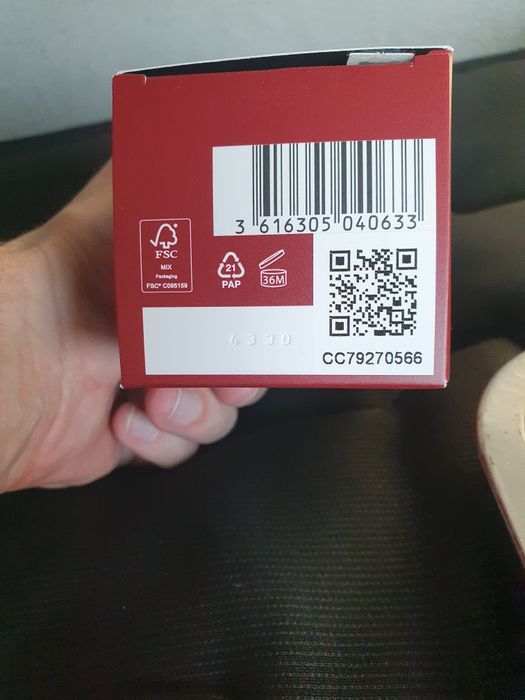 3 616305 040633
FSC
MIX
Packaging
FSC® C095159
21
PAP
36M
4330
CC79270566